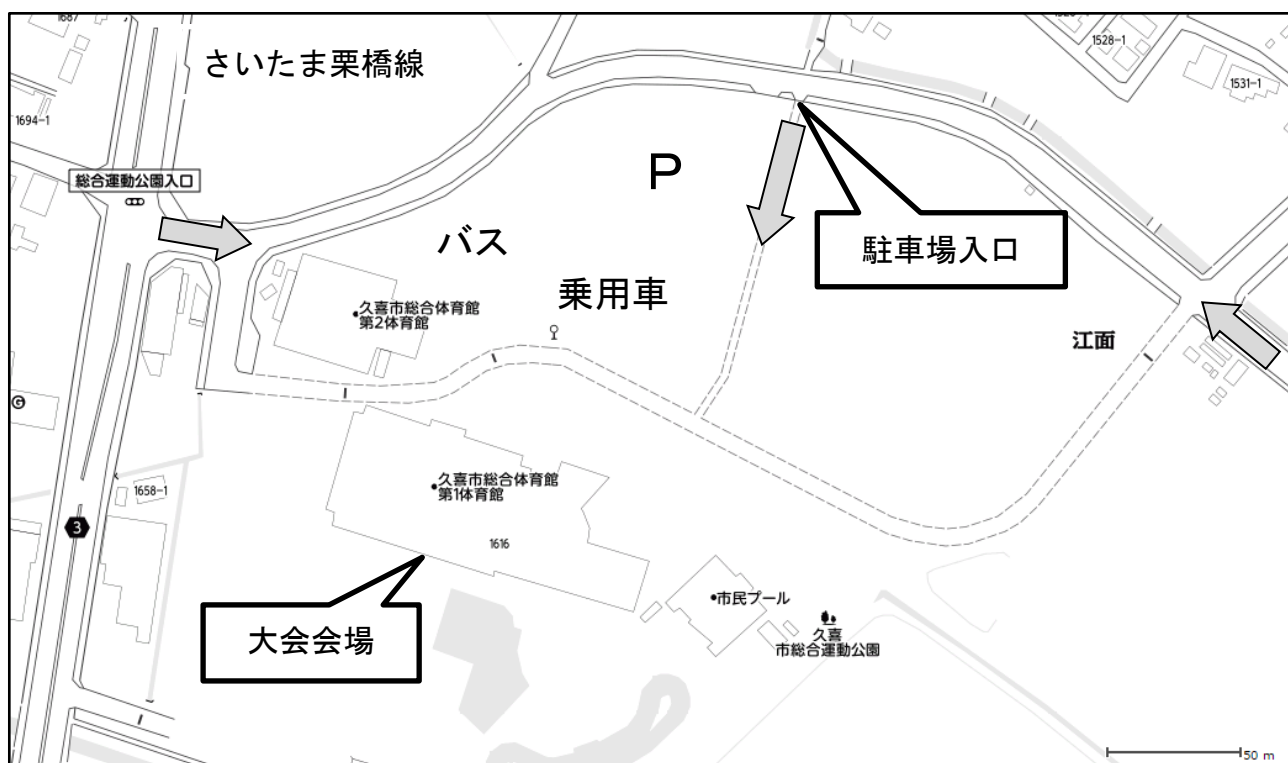 1687
さいたま栗橋線
1528-1
1531-1
1694-1
総合運動公園入口
P
駐車場入口
バス
乗用車
久喜市総合体育館
第2体育館
江面
G
久喜市総合体育館
第1体育館
1658-1
3
1616
市民プール
大会会場
久喜
市総合運動公園
50 m